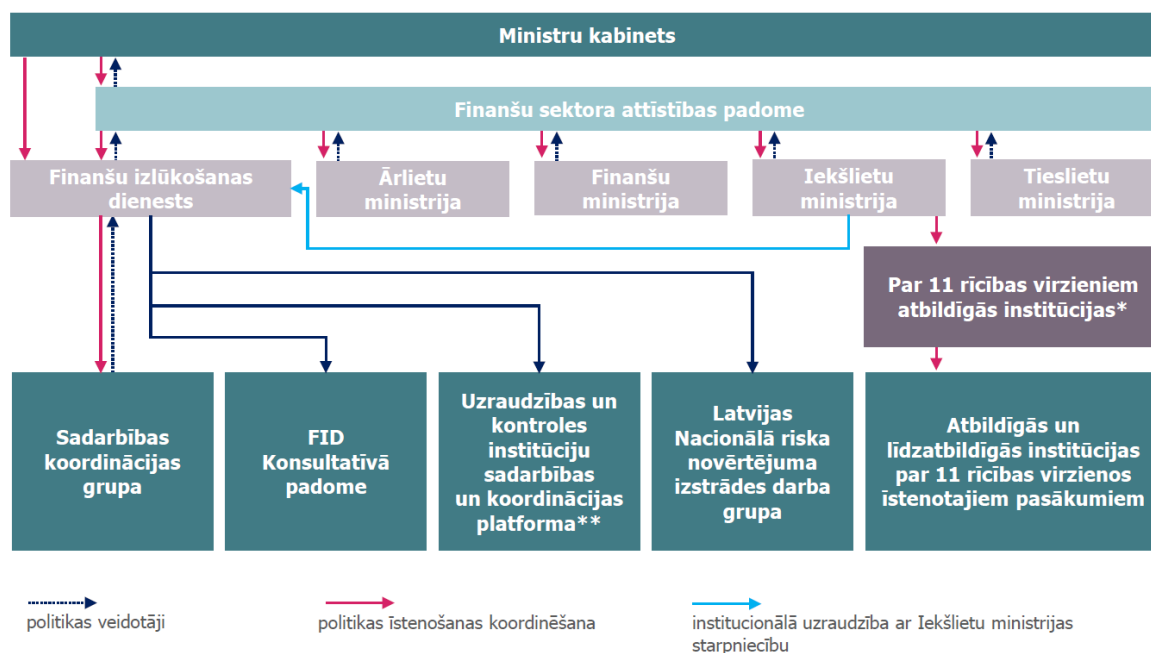 Ministru kabinets
Finanšu sektora attīstības padome
Finanšu izlūkošanas
dienests
Ārlietu
ministrija
Finanšu
ministrija
Iekšlietu
ministrija
Tieslietu
ministrija
Par 11 rīcības virzieniem
atbildīgās institūcijas*
Sadarbības
koordinācijas
grupa
FID
Konsultatīvā
padome
Uzraudzības un
kontroles
institūciju
sadarbības
un koordinācijas
platforma**
Latvijas
Nacionālā riska
novērtējuma
izstrādes darba
grupa
Atbildīgās un
līdzatbildīgās institūcijas
par 11 rīcības virzienos
īstenotajiem pasākumiem
politikas veidotāji
politikas īstenošanas koordinēšana
institucionālā uzraudzība ar Iekšlietu ministrijas
starpniecību